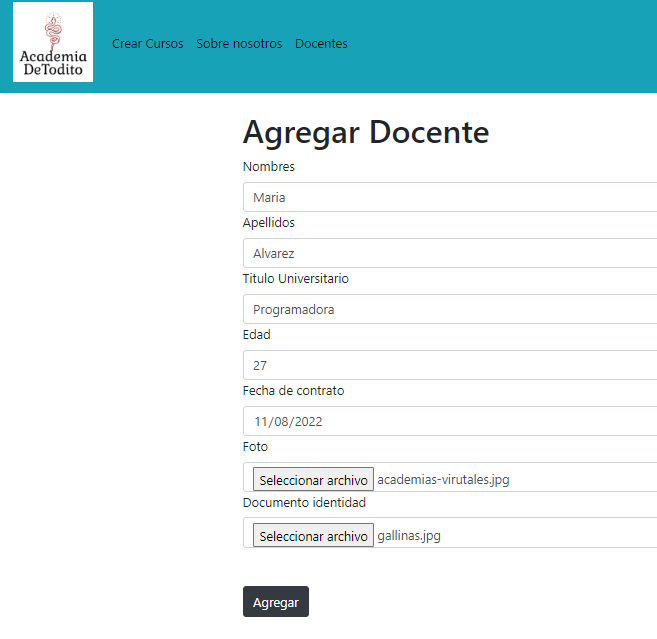 Academia
DeTodito
Crear Cursos Sobre nosotros Docentes
Agregar Docente
Nombres
Maria
Apellidos
Alvarez
Titulo Universitario
Programadora
Edad
27
Fecha de contrato
11/08/2022
Foto
Seleccionar archivo academias-virutales.jpg
Documento identidad
Seleccionar archivo gallinas.jpg
Agregar